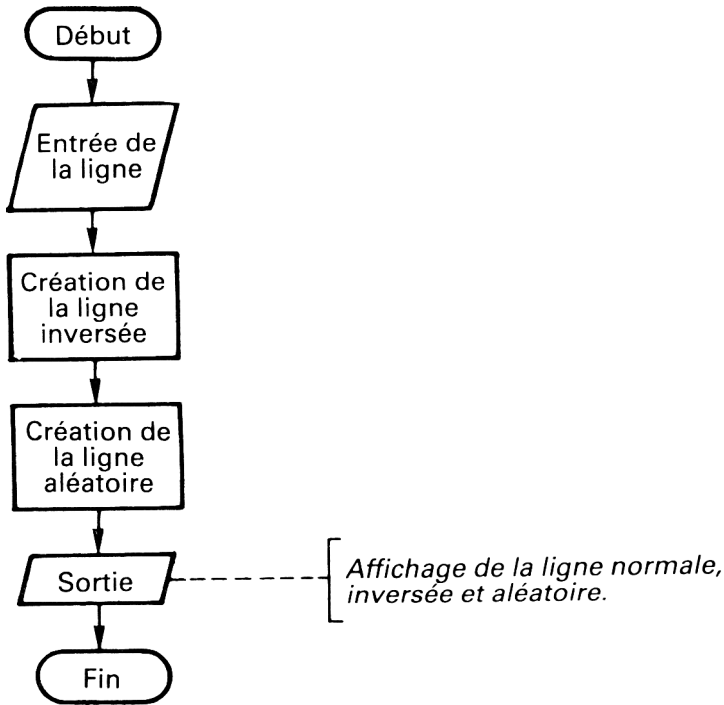 Début
Entrée de
la ligne
Création de
la ligne
inversée
Création de
la ligne
aléatoire
Sortie
Affichage de la ligne normale,
inversée et aléatoire.
Fin